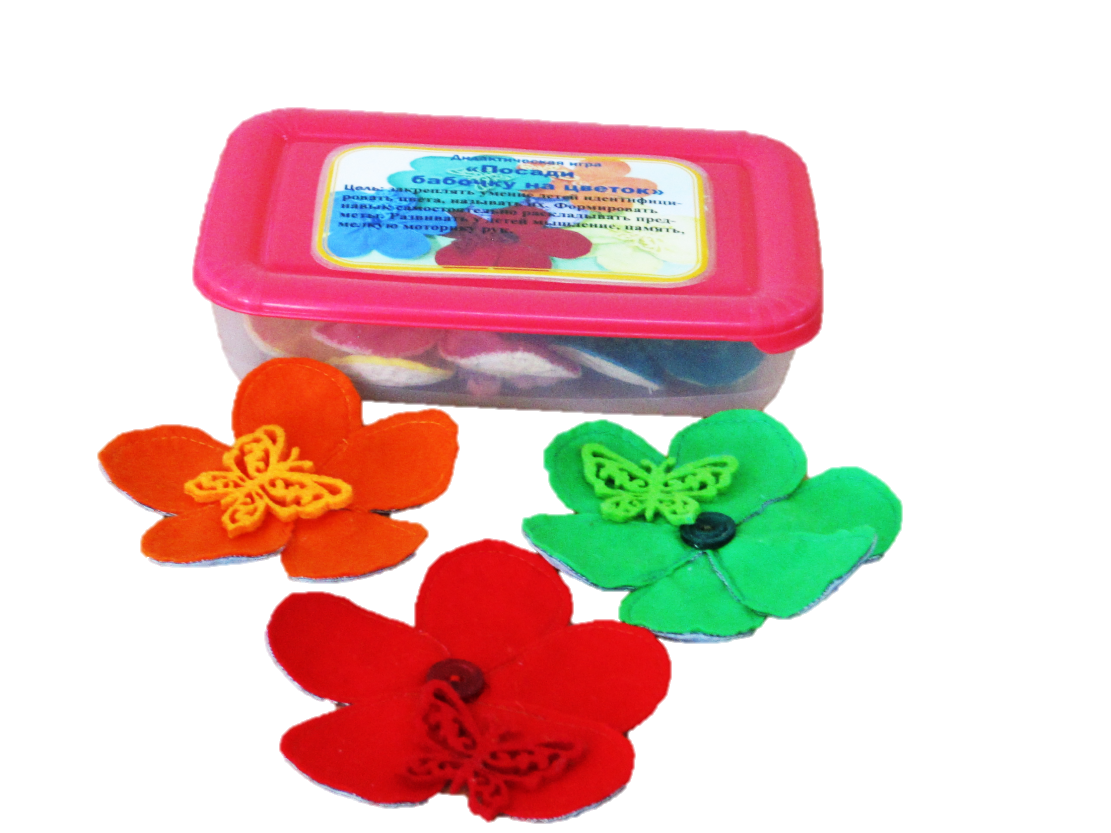 Дидактическая игра
«Посади
бабочку на цветок»
Цель: закреплять умение детей идентифици-
ровать цвета, называть их. Формировать
навык самостоятельно раскладывать пред-
меты. Развивать у детей мышление, память,
мелкую моторику рук.